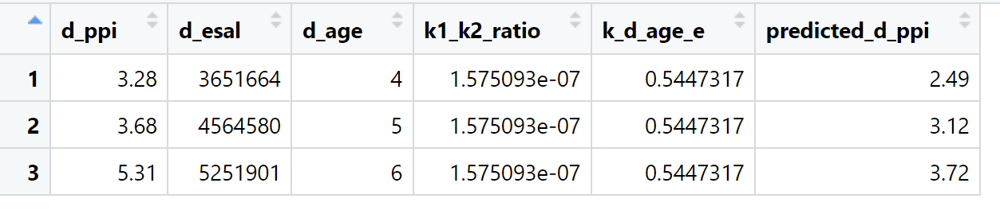 d_ppi d_esal d_age k1_k2_ratio k_d_age_e predicted_d_ppi
1 3.28 3651664 4 1.575093e-07 0.5447317 2.49
2 3.68 4564580 5 1.575093e-07 0.5447317 3.12
3 5.31 5251901 6 1.575093e-07 0.5447317 3.72